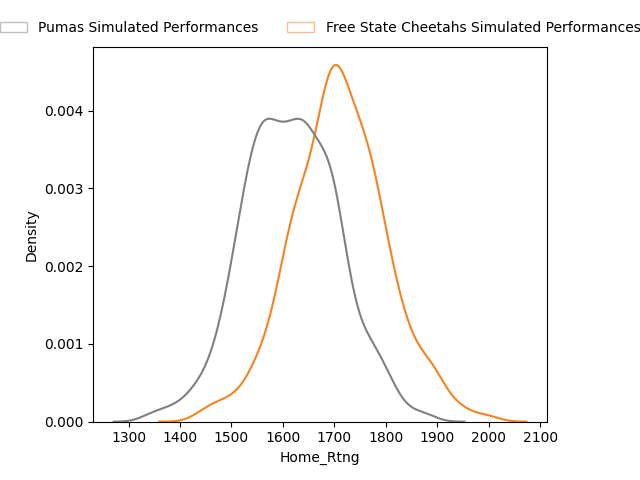 Pumas Simulated Performances Free State Cheetahs Simulated Performances
0.004
0.003
0.002
0.001
0.000
Density
1300 1400 1500 1600 1700 1800 1900 2000 2100
Home_Rtng